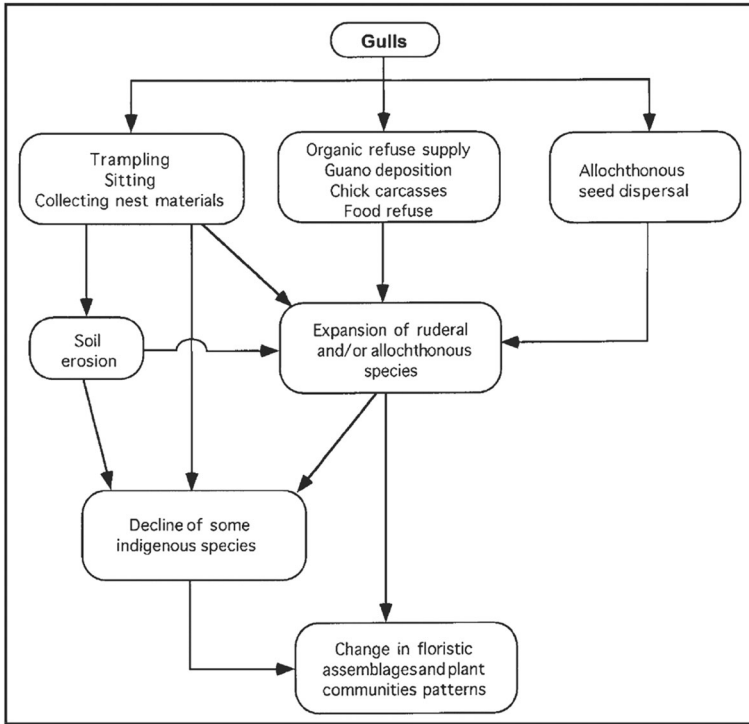 Gulls
Trampling
Sitting
Collecting nest materials
Organic refuse supply
Guano deposition
Chick carcasses
Food refuse
Allochthonous
seed dispersal
Soil
erosion
Expansion of ruderal
and/or allochthonous
species
Decline of some
indigenous species
Change in floristic
assemblages and plant
communities patterns